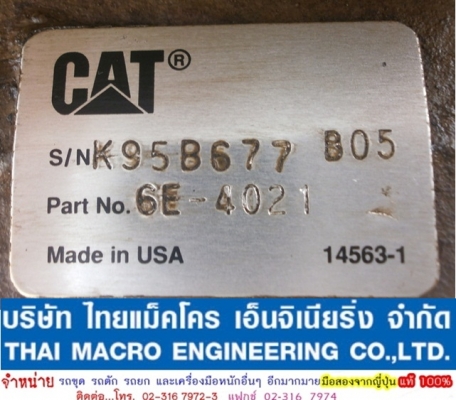 CAT®
S/N K95B677 B05
Part No. 6E-4021
Made in USA 14563-1
บริษัท ไทยแม็คโคร เอ็นจิเนียริ่ง จำกัด
THAI MACRO ENGINEERING CO.,LTD.
จำหน่าย รถขุด รถตัก รถยก และเครื่องมือหนักอื่นๆ อีกมากมายมือสองจากญี่ปุ่นแท้ 100%
ติดต่อ...โทร. 02-316 7972-3 แฟกซ์ 02-316 7974